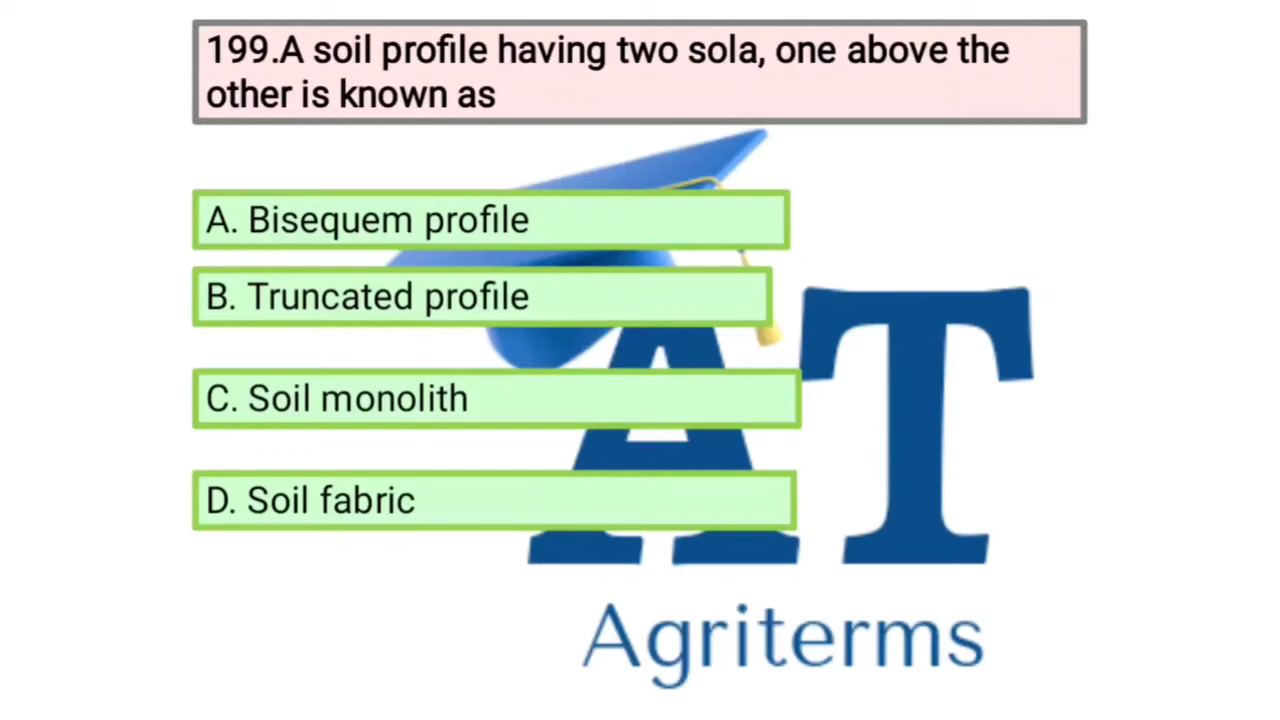 199.A soil profile having two sola, one above the
other is known as
A. Bisequem profile
B. Truncated profile
C. Soil monolith
D. Soil fabric
AT
Agriterms